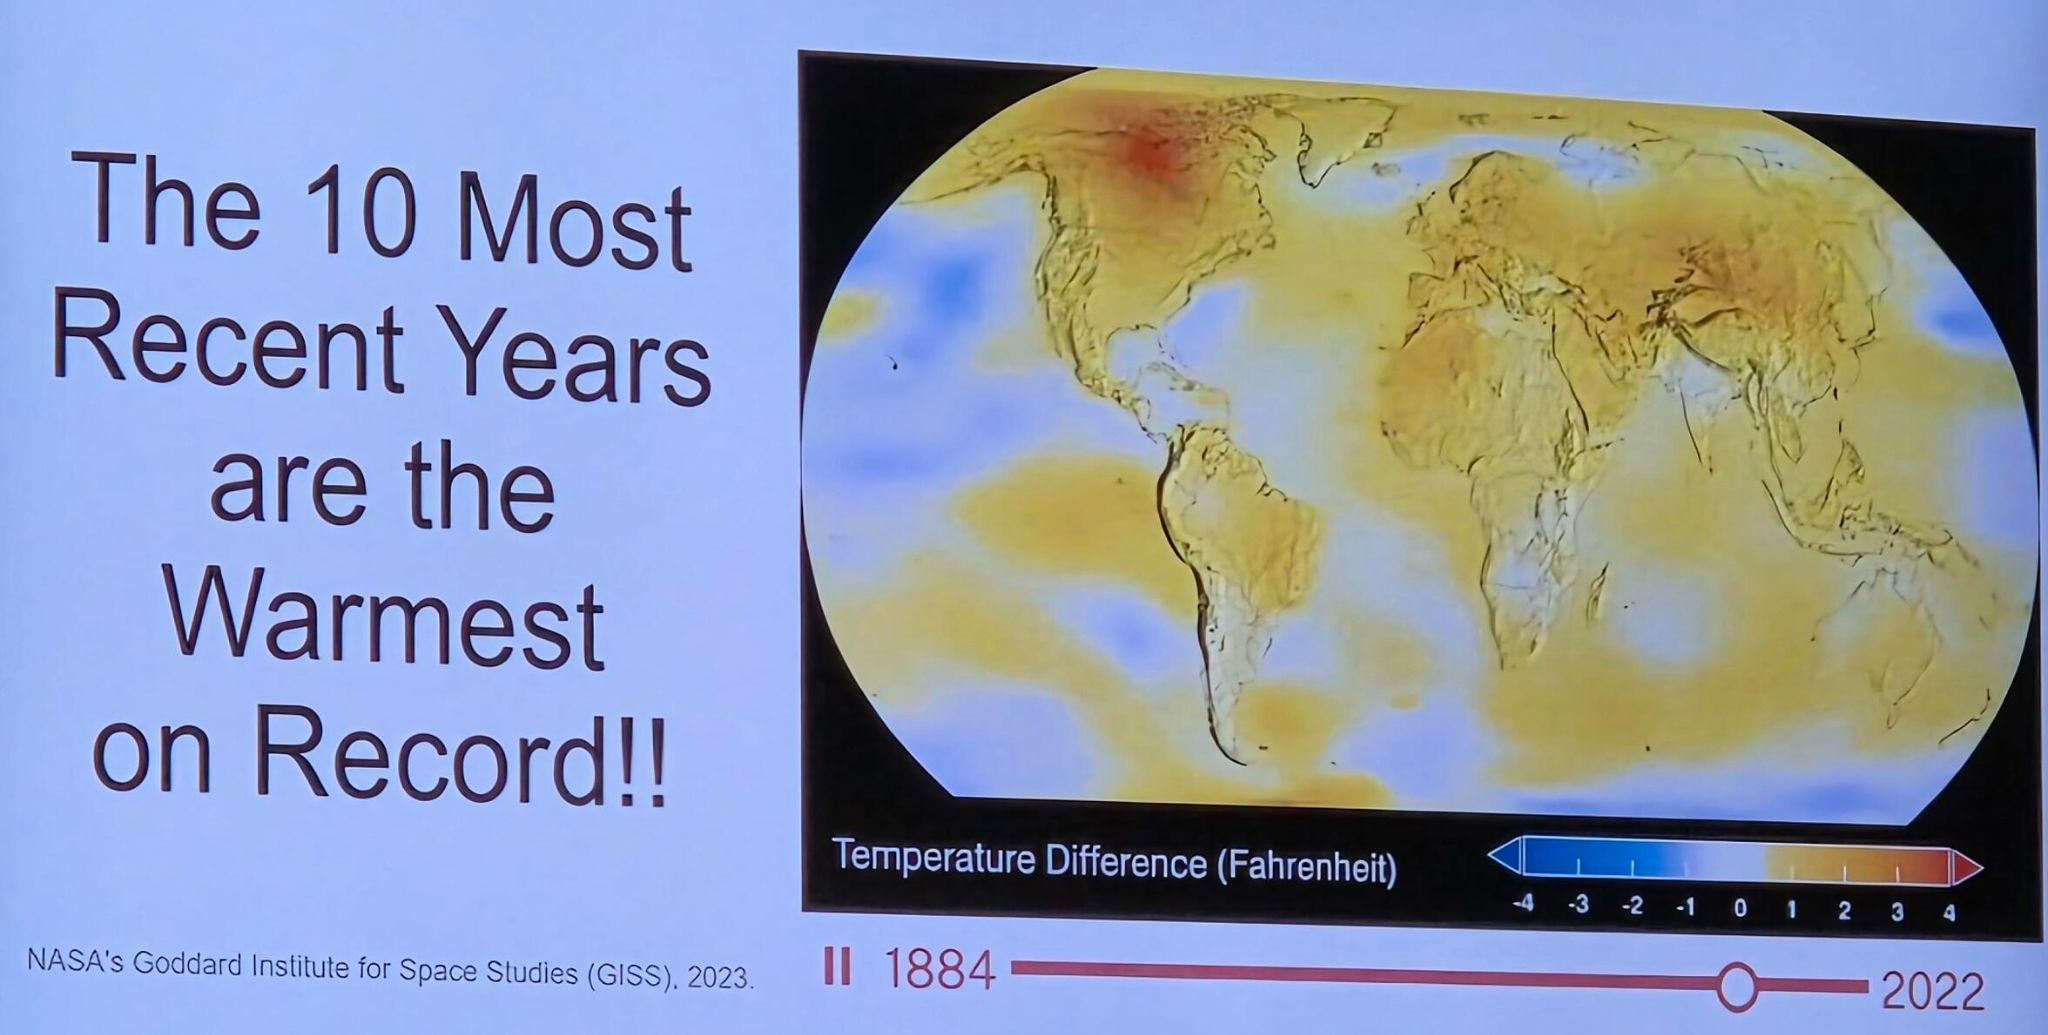 The 10 Most
Recent Years
are the
Warmest
on Record!!
NASA's Goddard Institute for Space Studies (GISS), 2023.
Temperature Difference (Fahrenheit)
-4 -3 -2 -1 0 1 2 3 4
1884
2022